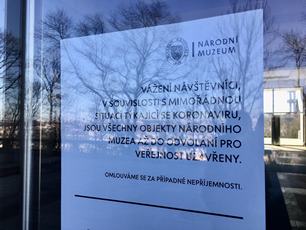 NÁRODNÍ
MUZEUM
VÁŽENÍ NÁVŠTĚVNÍCI,
V SOUVISLOSTI S MIMOŘÁDNOU
SITUACÍ TÝKAJÍCÍ SE KORONAVIRU,
JSOU VŠECHNY OBJEKTY NÁRODNÍHO
MUZEA AŽ DO ODVOLÁNÍ PRO
VEŘEJNOST UZAVŘENY.
OMLOUVÁME SE ZA PŘÍPADNÉ NEPŘÍJEMNOSTI.